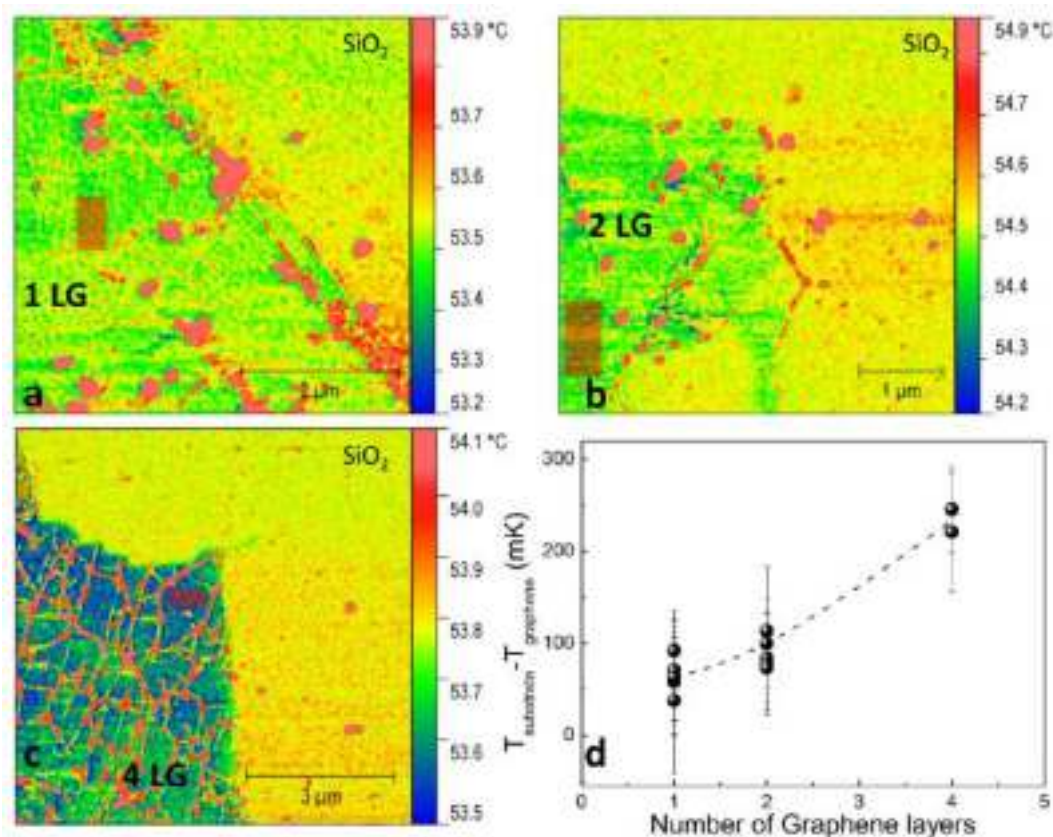 SiO₂
53.9 °C
53.7
53.6
53.5
53.4
53.3
53.2
1 LG
2 µm
a
SiO₂
54.9 °C
54.7
54.6
54.5
54.4
54.3
54.2
2 LG
1 µm
b
SiO₂
54.1 °C
54.0
53.9
53.8
53.7
53.6
53.5
4 LG
3 µm
c
T substrate-T graphene (mK)
300
200
100
0
d
0 1 2 3 4 5
Number of Graphene layers